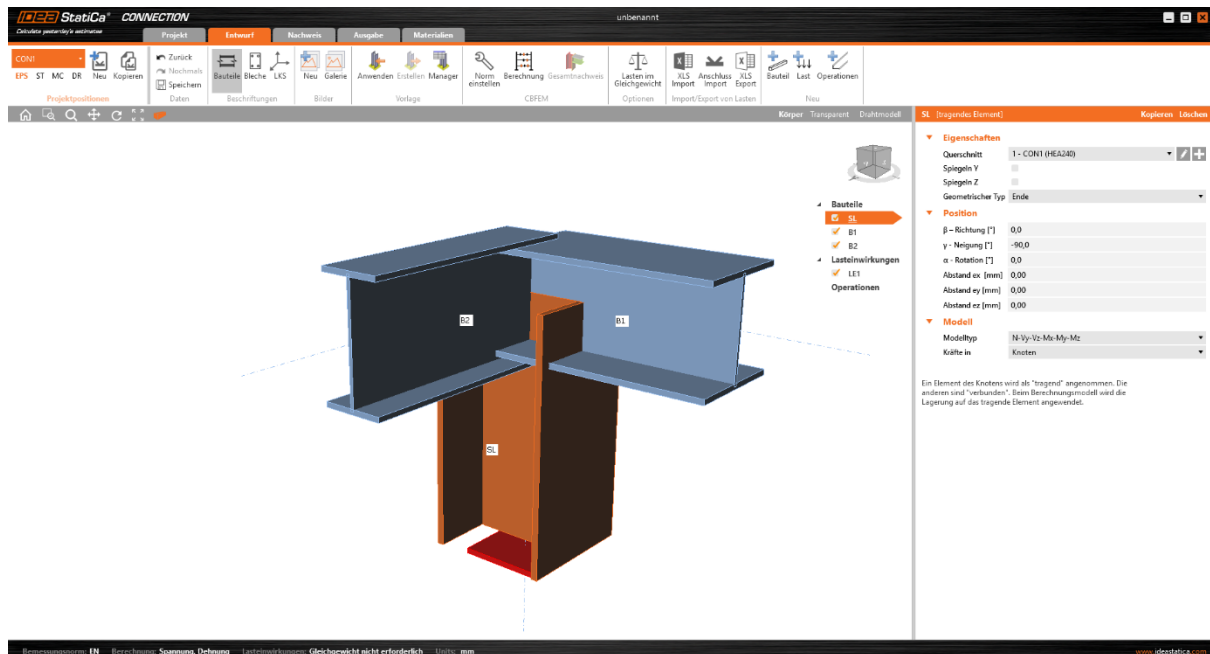 IDEA StatiCa® CONNECTION
unbenannt
Calculate yesterday's estimates
Projekt Entwurf Nachweis Ausgabe Materialien
CON1
EPS ST MC DR Neu Kopieren
Zurück
Nochmals
Speichern
Bauteile Bleche LKS
Neu Galerie
Anwenden Erstellen Manager
Norm einstellen
Berechnung Gesamtnachweis
Lasten im Gleichgewicht
XLS Import
Anschluss Import
XLS Export
Bauteil Last Operationen
Projektpositionen Daten Beschriftungen Bilder Vorlage CBFEM Optionen Import/Export von Lasten Neu
Körper Transparent Drahtmodell
SL [tragendes Element] Kopieren Löschen
Bauteile
SL
B1
B2
Lasteinwirkungen
LE1
Operationen
B2
B1
SL
Eigenschaften
Querschnitt 1 - CON1 (HEA240)
Spiegeln Y
Spiegeln Z
Geometrischer Typ Ende
Position
β – Richtung [°] 0,0
γ - Neigung [°] -90,0
α - Rotation [°] 0,0
Abstand ex [mm] 0,00
Abstand ey [mm] 0,00
Abstand ez [mm] 0,00
Modell
Modelltyp N-Vy-Vz-Mx-My-Mz
Kräfte in Knoten
Ein Element des Knotens wird als "tragend" angenommen. Die
anderen sind "verbunden". Beim Berechnungsmodell wird die
Lagerung auf das tragende Element angewendet.
Bemessungsnorm: EN Berechnung: Spannung, Dehnung Lasteinwirkungen: Gleichgewicht nicht erforderlich Units: mm
www.ideastatica.com